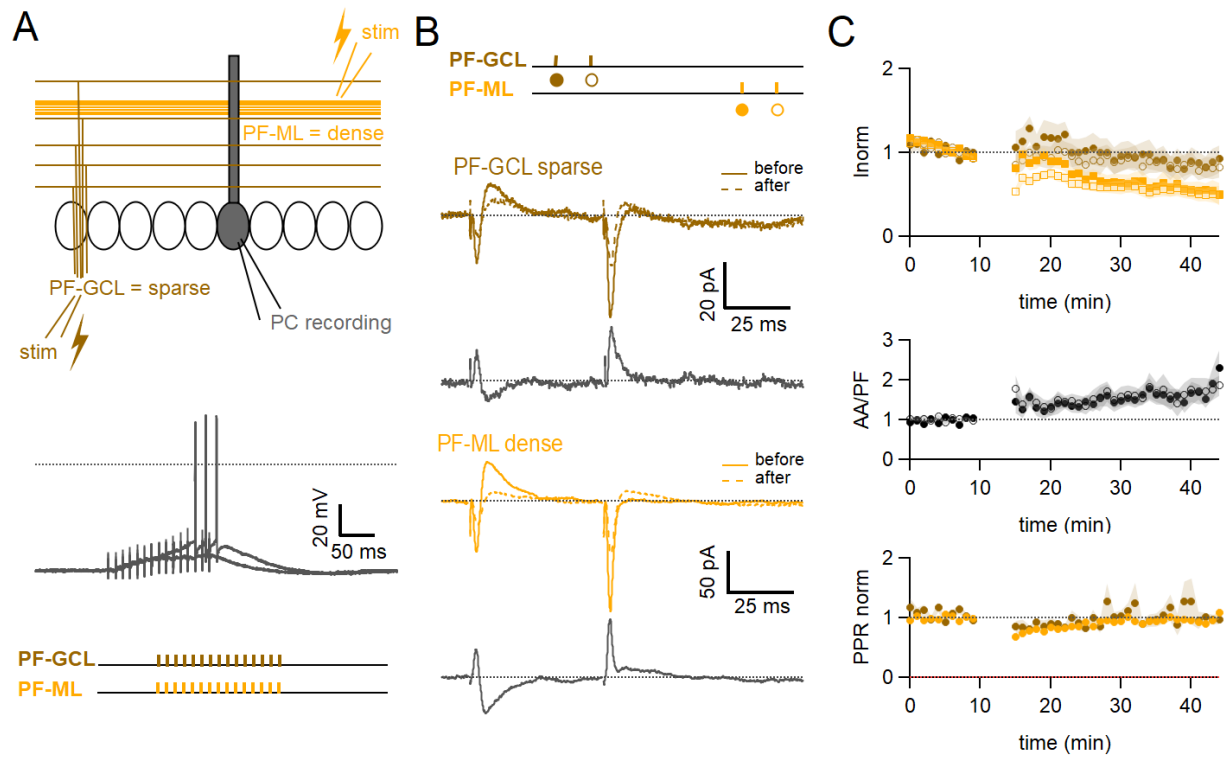 A
stim
PF-ML = dense
PF-GCL = sparse
stim
PC recording
20 mV
50 ms
PF-GCL
PF-ML
B
PF-GCL
PF-ML
PF-GCL sparse
before
after
20 pA
25 ms
PF-ML dense
before
after
50 pA
25 ms
C
Inorm
2
1
0
0 10 20 30 40
time (min)
AA/PF
3
2
1
0
0 10 20 30 40
time (min)
PPR norm
2
1
0
0 10 20 30 40
time (min)